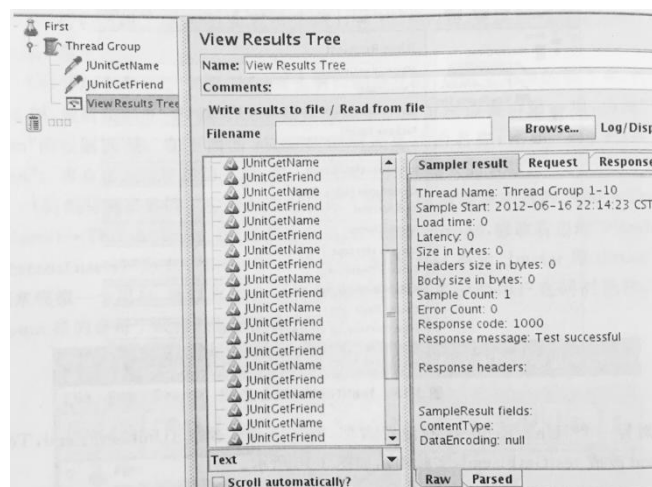 First
Thread Group
JUnitGetName
JUnitGetFriend
View Results Tree
View Results Tree
Name: View Results Tree
Comments:
Write results to file / Read from file
Filename
Browse...
Log/Disp
JUnitGetName
JUnitGetFriend
JUnitGetName
JUnitGetFriend
JUnitGetName
JUnitGetFriend
JUnitGetName
JUnitGetFriend
JUnitGetName
JUnitGetFriend
JUnitGetName
JUnitGetFriend
JUnitGetName
JUnitGetFriend
JUnitGetName
JUnitGetFriend
JUnitGetName
JUnitGetFriend
JUnitGetName
JUnitGetFriend
Text
Scroll automatically?
Sampler result
Request
Response
Thread Name: Thread Group 1-10
Sample Start: 2012-06-16 22:14:23 CST
Load time: 0
Latency: 0
Size in bytes: 0
Headers size in bytes: 0
Body size in bytes: 0
Sample Count: 1
Error Count: 0
Response code: 1000
Response message: Test successful
Response headers:
SampleResult fields:
ContentType:
DataEncoding: null
Raw
Parsed